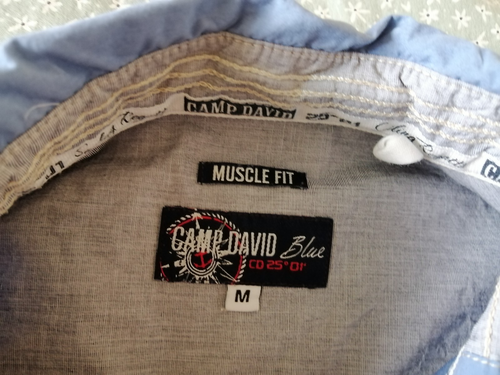 CAMP DAVID
MUSCLE FIT
CAMP DAVID Blue
CD 25°01'
M